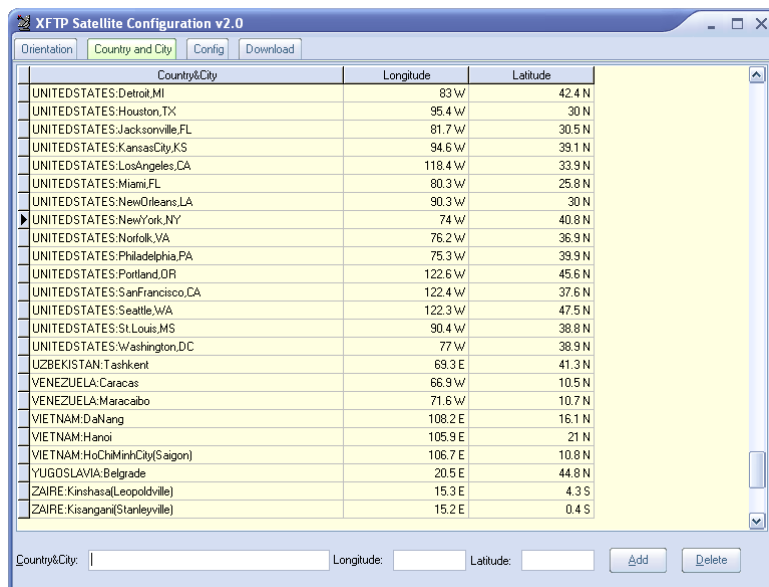 XFTP Satellite Configuration v2.0
Orientation Country and City Config Download
Country&City Longitude Latitude
UNITEDSTATES:Detroit,MI 83 W 42.4 N
UNITEDSTATES:Houston,TX 95.4 W 30 N
UNITEDSTATES:Jacksonville,FL 81.7 W 30.5 N
UNITEDSTATES:KansasCity,KS 94.6 W 39.1 N
UNITEDSTATES:LosAngeles,CA 118.4 W 33.9 N
UNITEDSTATES:Miami,FL 80.3 W 25.8 N
UNITEDSTATES:NewOrleans,LA 90.3 W 30 N
UNITEDSTATES:NewYork,NY 74 W 40.8 N
UNITEDSTATES:Norfolk,VA 76.2 W 36.9 N
UNITEDSTATES:Philadelphia,PA 75.3 W 39.9 N
UNITEDSTATES:Portland,OR 122.6 W 45.6 N
UNITEDSTATES:SanFrancisco,CA 122.4 W 37.6 N
UNITEDSTATES:Seattle,WA 122.3 W 47.5 N
UNITEDSTATES:St.Louis,MS 90.4 W 38.8 N
UNITEDSTATES:Washington,DC 77 W 38.9 N
UZBEKISTAN:Tashkent 69.3 E 41.3 N
VENEZUELA:Caracas 66.9 W 10.5 N
VENEZUELA:Maracaibo 71.6 W 10.7 N
VIETNAM:DaNang 108.2 E 16.1 N
VIETNAM:Hanoi 105.9 E 21 N
VIETNAM:HoChiMinhCity(Saigon) 106.7 E 10.8 N
YUGOSLAVIA:Belgrade 20.5 E 44.8 N
ZAIRE:Kinshasa(Leopoldville) 15.3 E 4.3 S
ZAIRE:Kisangani(Stanleyville) 15.2 E 0.4 S
Country&City: Longitude: Latitude: Add Delete